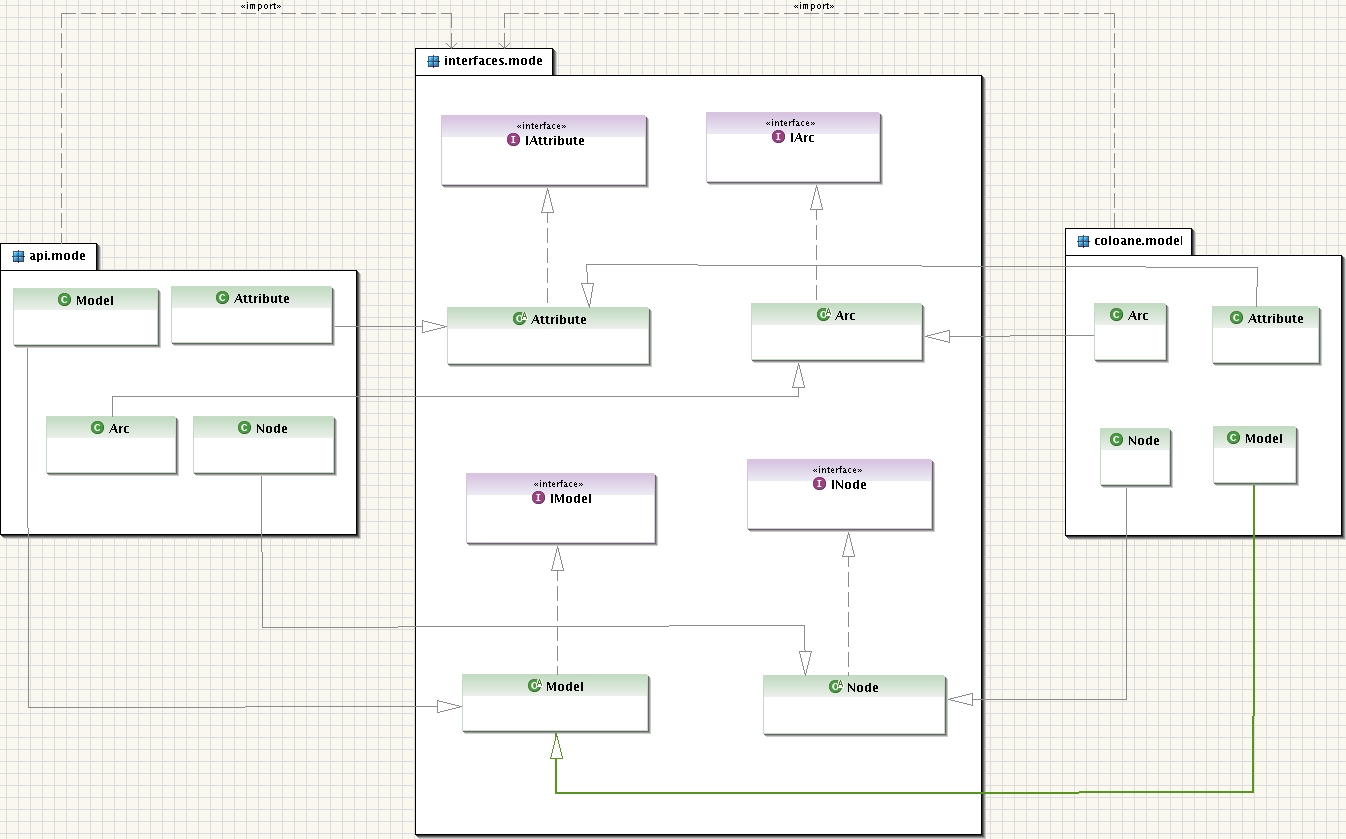 «import»
«import»
interfaces.mode
«interface»
I IAttribute
«interface»
I IArc
api.mode
C Model
C Attribute
C Arc
C Node
Attribute
Arc
«interface»
I IModel
«interface»
I INode
Model
Node
coloane.model
C Arc
C Attribute
C Node
C Model